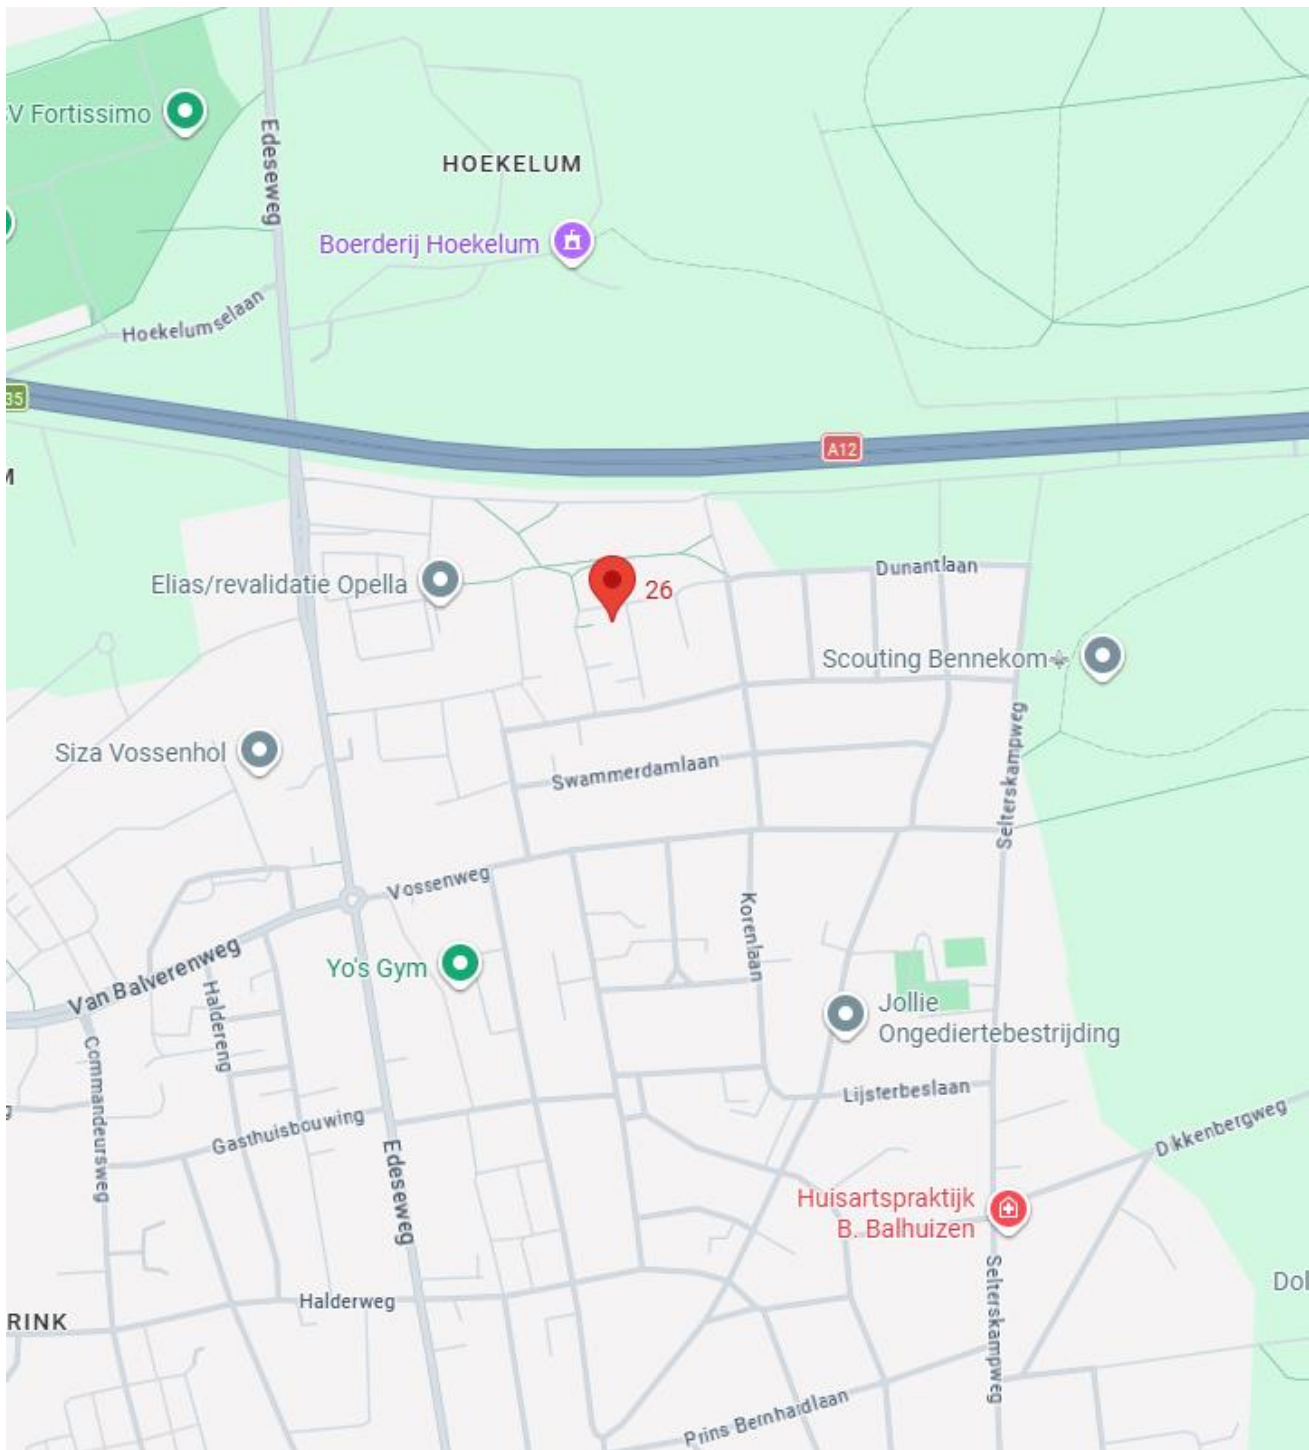 V Fortissimo
Edeseweg
HOEKELUM
Boerderij Hoekelum
Hoekelumselaan
35
A12
M
Elias/revalidatie Opella
26
Dunantlaan
Scouting Bennekom⚜
Siza Vossenhol
Swammerdamlaan
Selterskampweg
Vossenweg
Korenlaan
Van Balverenweg
Yo's Gym
Haldereng
Jollie
Ongediertebestrijding
Commandeursweg
Lijsterbeslaan
Gasthuisbouwing
Dikkenbergweg
Edeseweg
Huisartspraktijk
B. Balhuizen
Selterskampweg
Dol
Halderweg
RINK
Prins Bernhardlaan